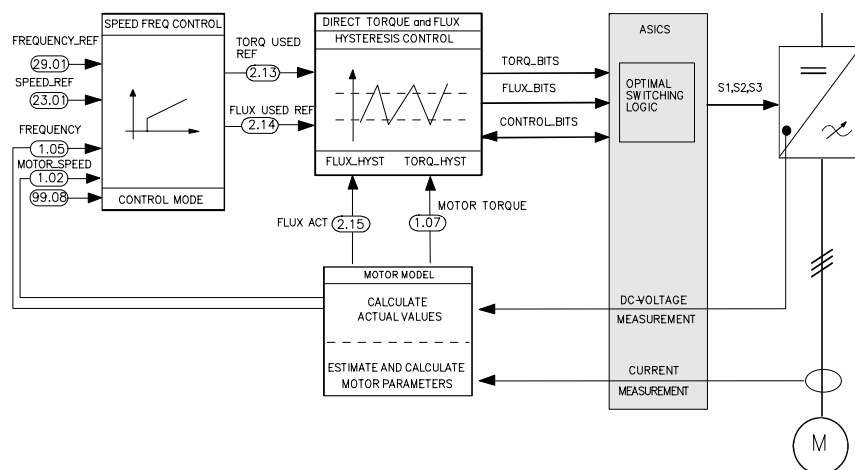 SPEED FREQ CONTROL
FREQUENCY_REF
29.01
SPEED_REF
23.01
FREQUENCY
1.05
MOTOR_SPEED
1.02
99.08
CONTROL MODE
TORQ USED
REF
2.13
FLUX USED REF
2.14
DIRECT TORQUE and FLUX
HYSTERESIS CONTROL
FLUX_HYST TORQ_HYST
TORQ_BITS
FLUX_BITS
CONTROL_BITS
ASICS
OPTIMAL
SWITCHING
LOGIC
S1,S2,S3
FLUX ACT
2.15
MOTOR TORQUE
1.07
MOTOR MODEL
CALCULATE
ACTUAL VALUES
ESTIMATE AND CALCULATE
MOTOR PARAMETERS
DC-VOLTAGE
MEASUREMENT
CURRENT
MEASUREMENT
M